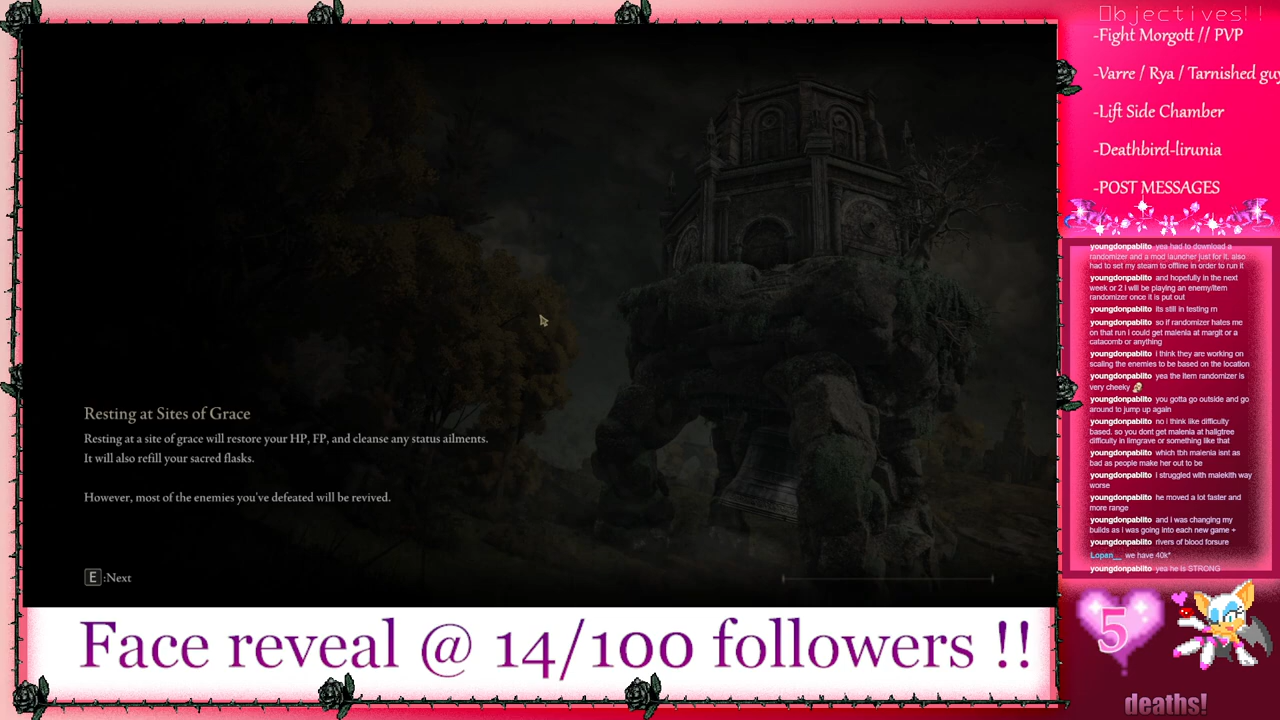 Objectives!!
-Fight Morgott // PVP
-Varre / Rya / Tarnished guy
-Lift Side Chamber
-Deathbird-lirunia
-POST MESSAGES
youngdonpablito yea had to download a
randomizer and a mod launcher just for it. also
had to set my steam to offline in order to run it
youngdonpablito and hopefully in the next
week or 2 I will be playing an enemy/item
randomizer once it is put out
youngdonpablito its still in testing rn
youngdonpablito so if randomizer hates me
on that run I could get malenia at margit or a
catacomb or anything
youngdonpablito i think they are working on
scaling the enemies to be based on the location
youngdonpablito yea the item randomizer is
very cheeky
youngdonpablito you gotta go outside and go
around to jump up again
youngdonpablito no i think like difficulty
based. so you dont get malenia at haligtree
difficulty in limgrave or something like that
youngdonpablito which tbh malenia isnt as
bad as people make her out to be
youngdonpablito i struggled with malekith way
worse
youngdonpablito he moved a lot faster and
more range
youngdonpablito and I was changing my
builds as i was going into each new game +
youngdonpablito rivers of blood forsure
Lopan__ we have 40k*
youngdonpablito yea he is STRONG
Resting at Sites of Grace
Resting at a site of grace will restore your HP, FP, and cleanse any status ailments.
It will also refill your sacred flasks.
However, most of the enemies you've defeated will be revived.
E :Next
Face reveal @ 14/100 followers !!
5
deaths!